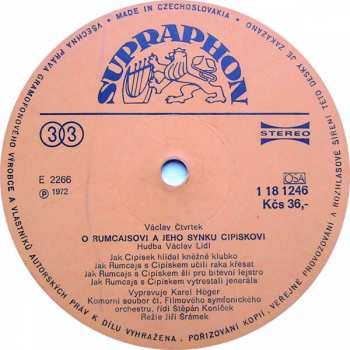 VŠECHNA PRÁVA GRAMOFONOVÉHO VÝROBCE A VLASTNÍKŮ AUTORSKÝCH PRÁV K DÍLU VYHRAŽENA. POŘIZOVÁNÍ KOPIÍ, VEŘEJNÉ PROVOZOVÁNÍ A ROZHLASOVÉ ŠÍŘENÍ TÉTO DESKY JE ZAKÁZÁNO
• MADE IN CZECHOSLOVAKIA •
SUPRAPHON
33
STEREO
E 2266
Ⓟ 1972
OSA
1 18 1246
Kčs 36,-
Václav Čtvrtek
O RUMCAJSOVI A JEHO SYNKU CIPÍSKOVI
Hudba Václav Lídl
Jak Cipísek hlídal kněžně klubko
Jak Rumcajs s Cipískem učili raka křesat
Jak Rumcajs s Cipískem šli pro bitevní lejstro
Jak Rumcajs s Cipískem vytrestali jenerála
Vypravuje Karel Höger
Komorní soubor čl. Filmového symfonického
orchestru, řídí Štěpán Koníček
Režie Jiří Šrámek